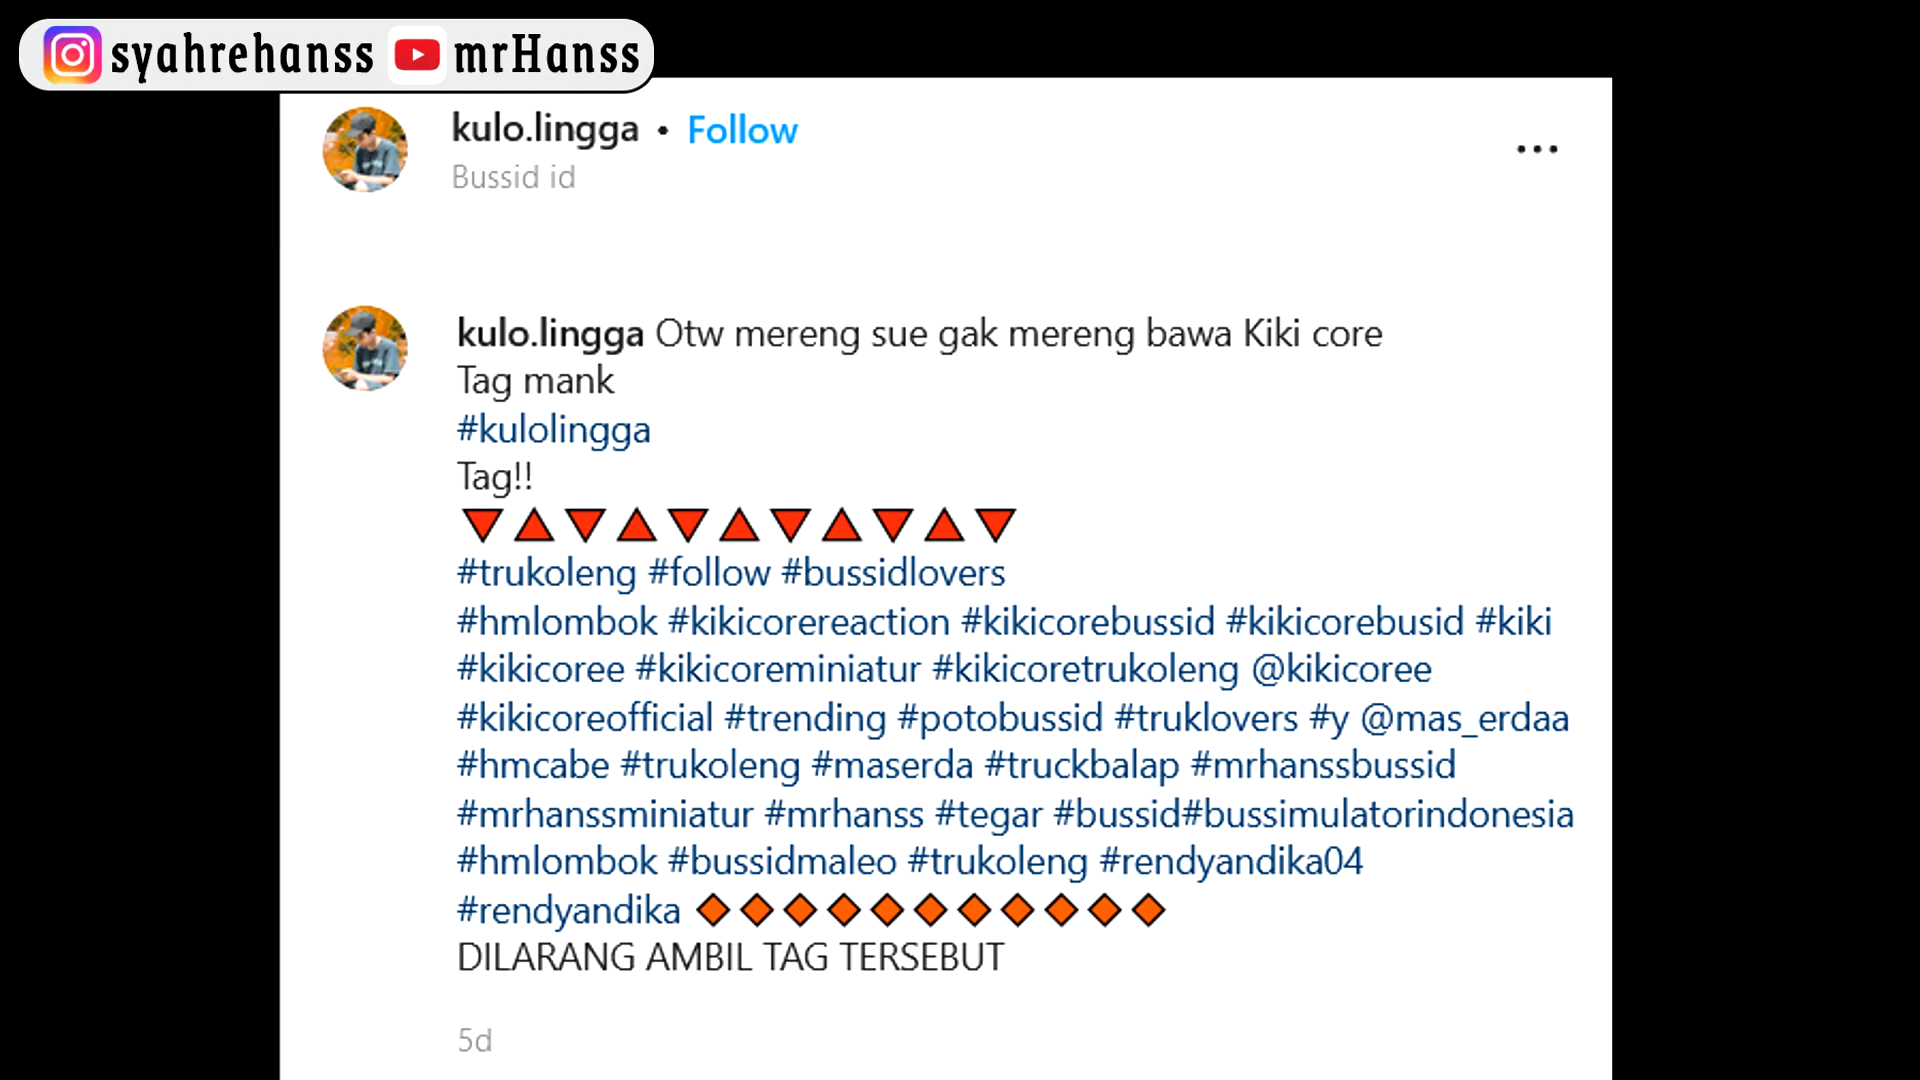 syahrehanss mrHanss
kulo.lingga • Follow
Bussid id
kulo.lingga Otw mereng sue gak mereng bawa Kiki core
Tag mank
#kulolingga
Tag!!
🔻🔺🔻🔺🔻🔺🔻🔺🔻🔺🔻
#trukoleng #follow #bussidlovers
#hmlombok #kikicorereaction #kikicorebussid #kikicorebusid #kiki
#kikicoree #kikicoreminiatur #kikicoretrukoleng @kikicoree
#kikicoreofficial #trending #potobussid #truklovers #y @mas_erdaa
#hmcabe #trukoleng #maserda #truckbalap #mrhanssbussid
#mrhanssminiatur #mrhanss #tegar #bussid#bussimulatorindonesia
#hmlombok #bussidmaleo #trukoleng #rendyandika04
#rendyandika 🔸🔸🔸🔸🔸🔸🔸🔸🔸🔸🔸
DILARANG AMBIL TAG TERSEBUT
5d